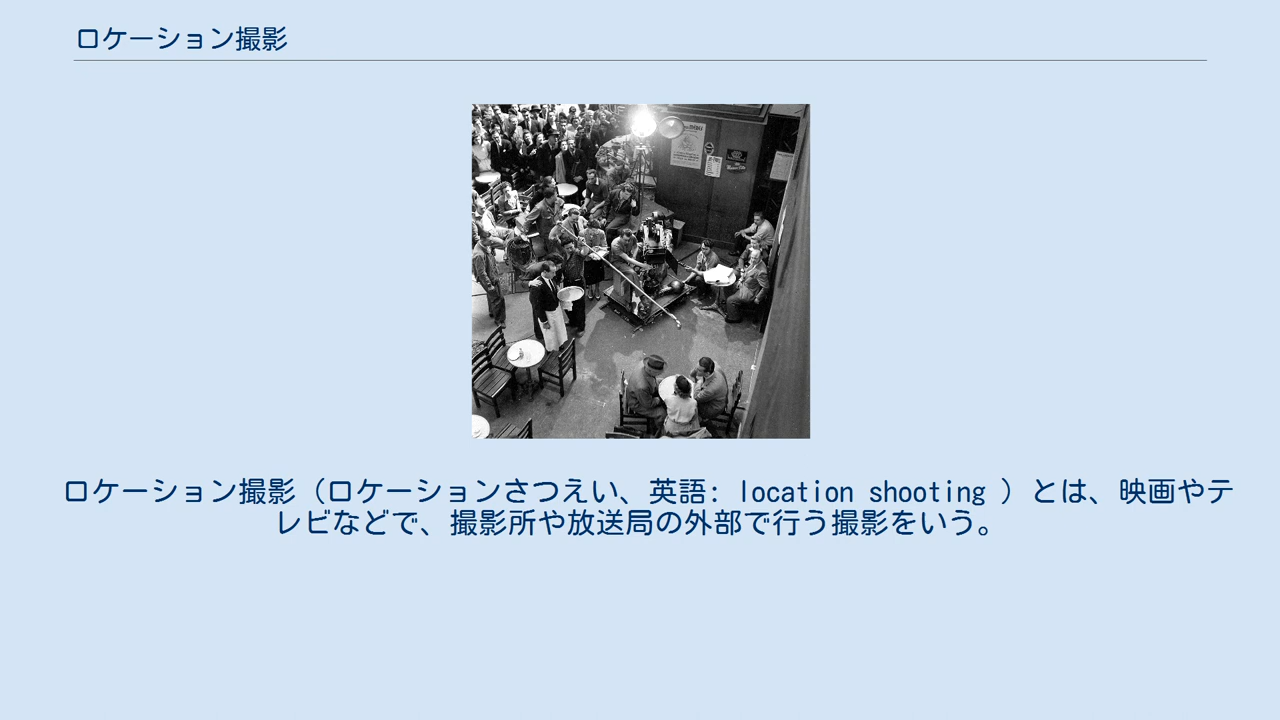 ロケーション撮影
ロケーション撮影（ロケーションさつえい、英語: location shooting ）とは、映画やテ
レビなどで、撮影所や放送局の外部で行う撮影をいう。